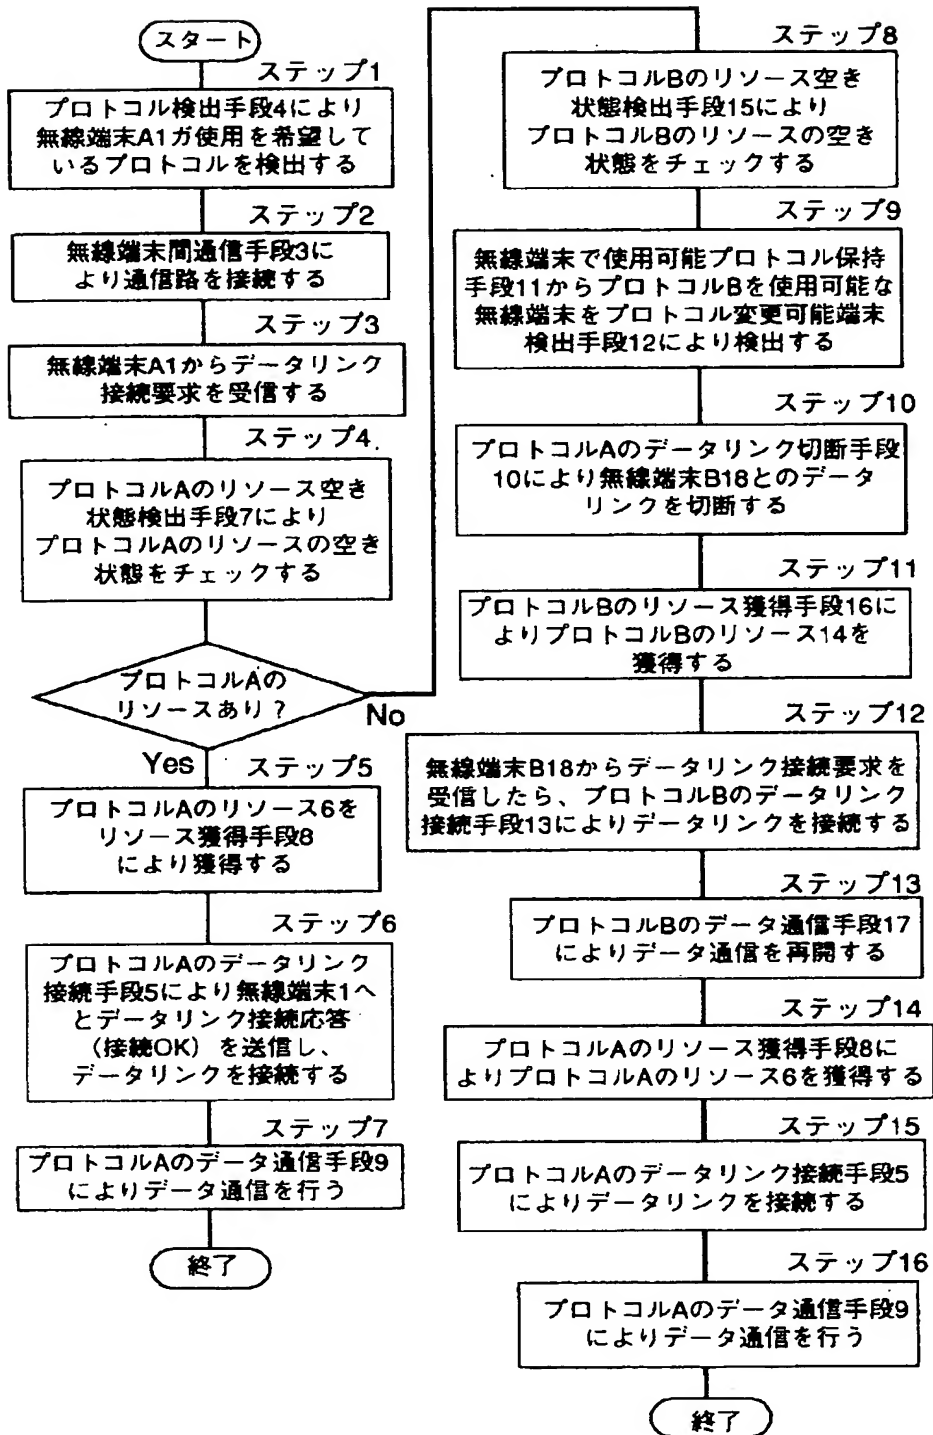 スタート
ステップ1
プロトコル検出手段4により
無線端末A1ガ使用を希望して
いるプロトコルを検出する
ステップ2
無線端末間通信手段3に
より通信路を接続する
ステップ3
無線端末A1からデータリンク
接続要求を受信する
ステップ4
プロトコルAのリソース空き
状態検出手段7により
プロトコルAのリソースの空き
状態をチェックする
プロトコルAの
リソースあり?
No
Yes
ステップ5
プロトコルAのリソース6を
リソース獲得手段8
により獲得する
ステップ6
プロトコルAのデータリンク
接続手段5により無線端末1へ
とデータリンク接続応答
(接続OK)を送信し、
データリンクを接続する
ステップ7
プロトコルAのデータ通信手段9
によりデータ通信を行う
終了
ステップ8
プロトコルBのリソース空き
状態検出手段15により
プロトコルBのリソースの空き
状態をチェックする
ステップ9
無線端末で使用可能プロトコル保持
手段11からプロトコルBを使用可能な
無線端末をプロトコル変更可能端末
検出手段12により検出する
ステップ10
プロトコルAのデータリンク切断手段
10により無線端末B18とのデータ
リンクを切断する
ステップ11
プロトコルBのリソース獲得手段16に
よりプロトコルBのリソース14を
獲得する
ステップ12
無線端末B18からデータリンク接続要求を
受信したら、プロトコルBのデータリンク
接続手段13によりデータリンクを接続する
ステップ13
プロトコルBのデータ通信手段17
によりデータ通信を再開する
ステップ14
プロトコルAのリソース獲得手段8に
よりプロトコルAのリソース6を獲得する
ステップ15
プロトコルAのデータリンク接続手段5
によりデータリンクを接続する
ステップ16
プロトコルAのデータ通信手段9
によりデータ通信を行う
終了